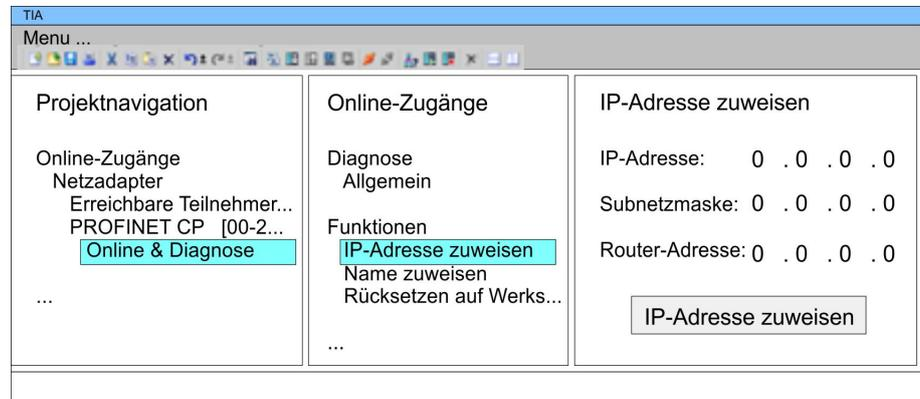 TIA
Menu ...
Projektnavigation
Online-Zugänge
Netzadapter
Erreichbare Teilnehmer...
PROFINET CP [00-2...
Online & Diagnose
...
Online-Zugänge
Diagnose
Allgemein
Funktionen
IP-Adresse zuweisen
Name zuweisen
Rücksetzen auf Werks...
...
IP-Adresse zuweisen
IP-Adresse: 0 . 0 . 0 . 0
Subnetzmaske: 0 . 0 . 0 . 0
Router-Adresse: 0 . 0 . 0 . 0
IP-Adresse zuweisen